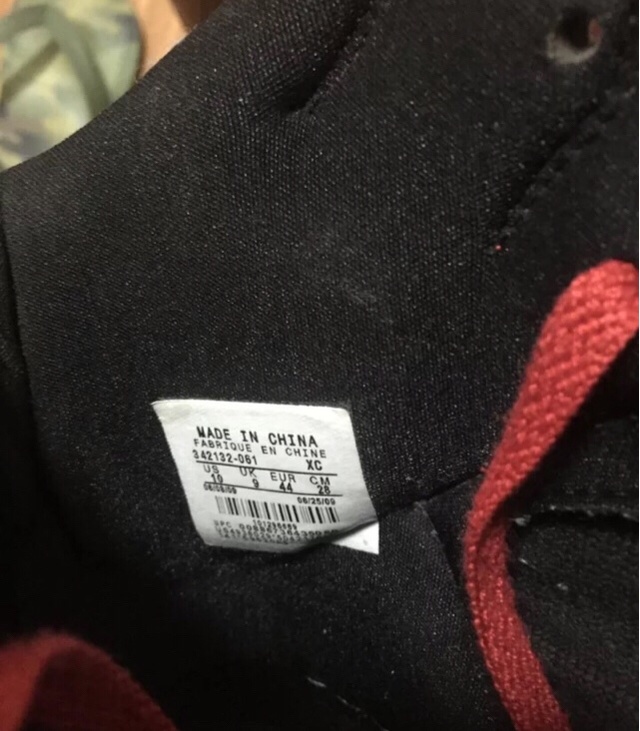 MADE IN CHINA
FABRIQUE EN CHINE
342132-061 XC
US UK EUR CM
10 9 44 28
06/25/09
UPC